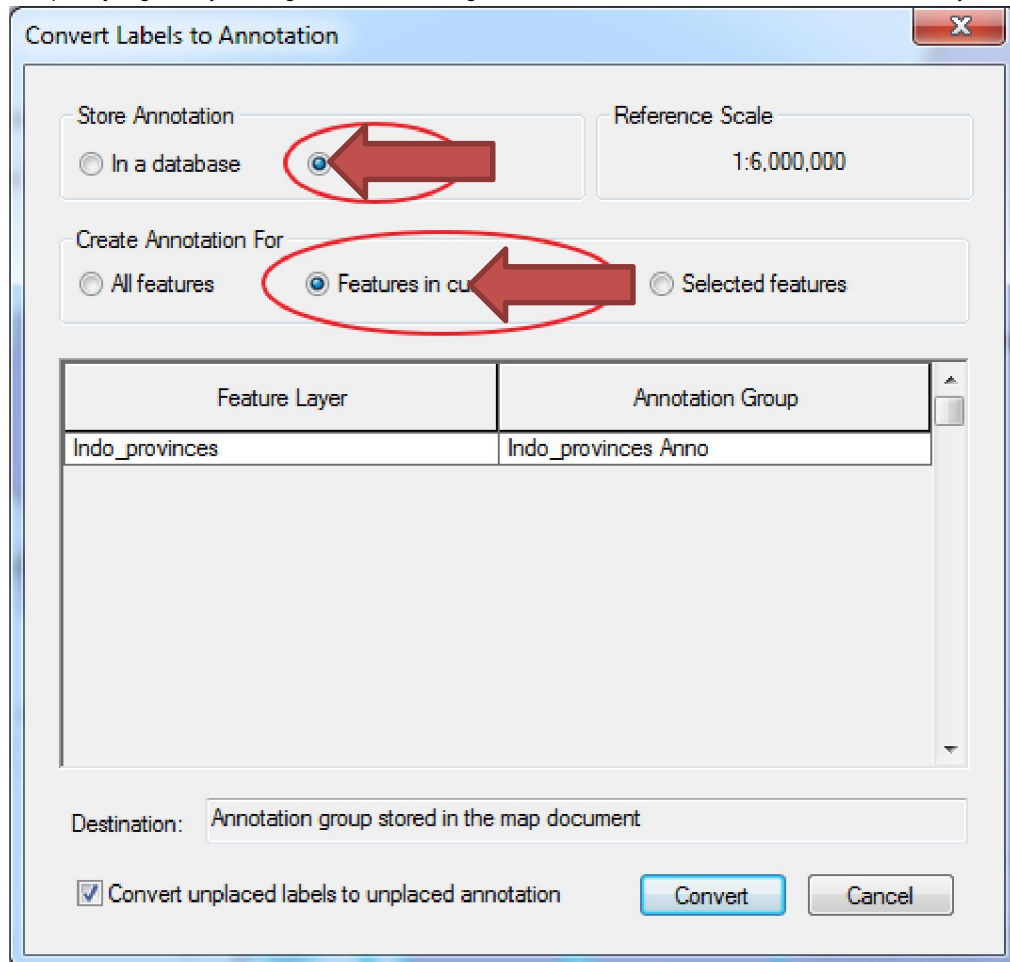 Convert Labels to Annotation
Store Annotation
Reference Scale
In a database
1:6,000,000
Create Annotation For
All features
Features in
Selected features
Feature Layer
Annotation Group
Indo_provinces
Indo_provinces Anno
Destination:
Annotation group stored in the map document
Convert unplaced labels to unplaced annotation
Convert
Cancel